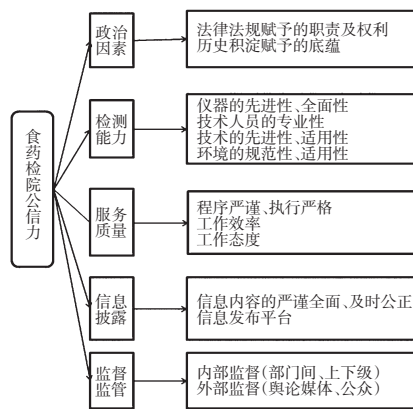 食药检院公信力
政治
因素
法律法规赋予的职责及权利
历史积淀赋予的底蕴
检测
能力
仪器的先进性、全面性
技术人员的专业性
技术的先进性、适用性
环境的规范性、适用性
服务
质量
程序严谨、执行严格
工作效率
工作态度
信息
披露
信息内容的严谨全面、及时公正
信息发布平台
监督
监管
内部监督(部门间、上下级)
外部监督(舆论媒体、公众)